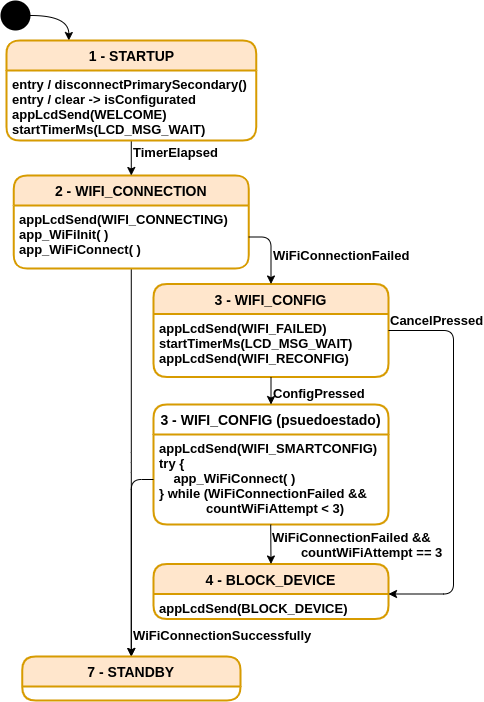 1 - STARTUP
entry / disconnectPrimarySecondary()
entry / clear -> isConfigurated
appLcdSend(WELCOME)
startTimerMs(LCD_MSG_WAIT)
TimerElapsed
2 - WIFI_CONNECTION
appLcdSend(WIFI_CONNECTING)
app_WiFiInit( )
app_WiFiConnect( )
WiFiConnectionFailed
3 - WIFI_CONFIG
appLcdSend(WIFI_FAILED)
startTimerMs(LCD_MSG_WAIT)
appLcdSend(WIFI_RECONFIG)
CancelPressed
ConfigPressed
3 - WIFI_CONFIG (psuedoestado)
appLcdSend(WIFI_SMARTCONFIG)
try {
app_WiFiConnect( )
} while (WiFiConnectionFailed &&
countWiFiAttempt < 3)
WiFiConnectionFailed &&
countWiFiAttempt == 3
4 - BLOCK_DEVICE
appLcdSend(BLOCK_DEVICE)
WiFiConnectionSuccessfully
7 - STANDBY